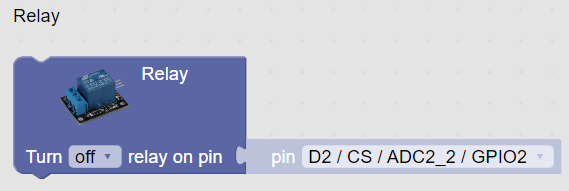 Relay
Relay
Turn off relay on pin pin D2 / CS / ADC2_2 / GPIO2